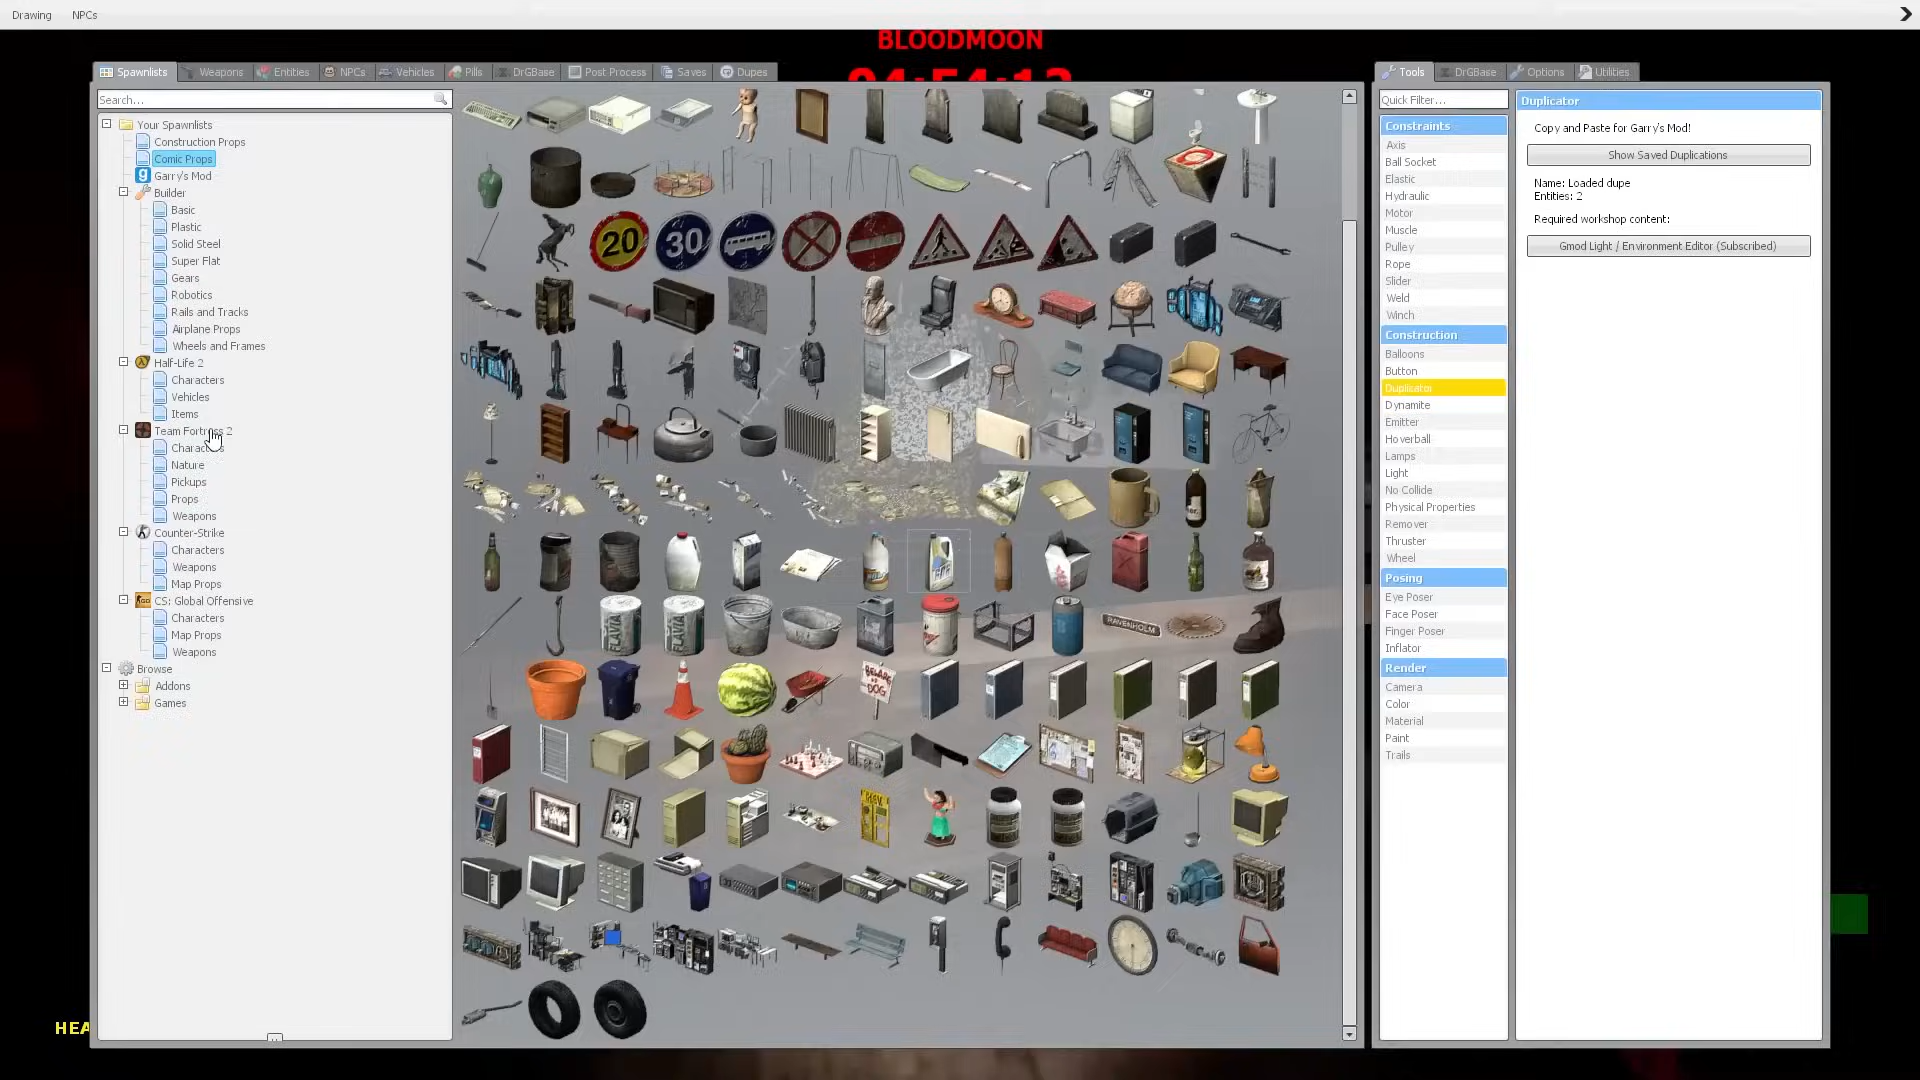 Drawing NPCs
BLOODMOON
Spawnlists Weapons Entities NPCs Vehicles Pills DrGBase Post Process Saves Dupes
Tools DrGBase Options Utilities
Search...
Your Spawnlists
Construction Props
Comic Props
Garry's Mod
Builder
Basic
Plastic
Solid Steel
Super Flat
Gears
Robotics
Rails and Tracks
Airplane Props
Wheels and Frames
Half-Life 2
Characters
Vehicles
Items
Team Fortress 2
Characters
Nature
Pickups
Props
Weapons
Counter-Strike
Characters
Weapons
Map Props
CS: Global Offensive
Characters
Map Props
Weapons
Browse
Addons
Games
20 30
FLAVIA FLAVIA
RAVENHOLM
BEWARE OF DOG
Quick Filter...
Constraints
Axis
Ball Socket
Elastic
Hydraulic
Motor
Muscle
Pulley
Rope
Slider
Weld
Winch
Construction
Balloons
Button
Duplicator
Dynamite
Emitter
Hoverball
Lamps
Light
No Collide
Physical Properties
Remover
Thruster
Wheel
Posing
Eye Poser
Face Poser
Finger Poser
Inflator
Render
Camera
Color
Material
Paint
Trails
Duplicator
Copy and Paste for Garry's Mod!
Show Saved Duplications
Name: Loaded dupe
Entities: 2
Required workshop content:
Gmod Light / Environment Editor (Subscribed)
HEA